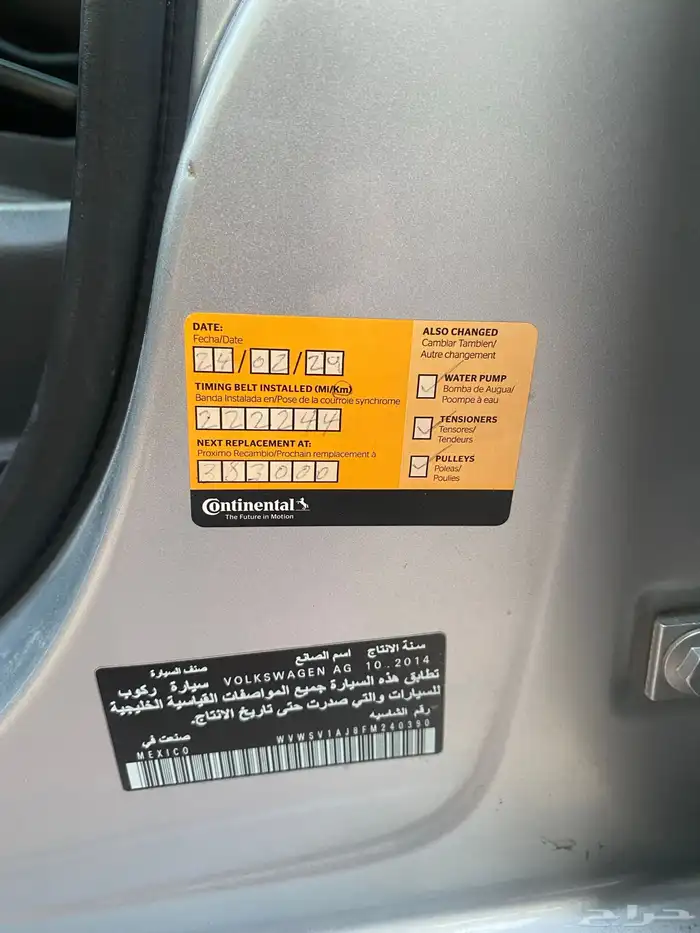 DATE:
Fecha/Date
24/02/29
TIMING BELT INSTALLED (Mi/Km)
Banda Instalada en/Pose de la courroie synchrome
222244
NEXT REPLACEMENT AT:
Proximo Recambio/Prochain remplacement à
283000
ALSO CHANGED
Cambiar Tambien/
Autre changement
WATER PUMP
Bomba de Augua/
Poompe à eau
TENSIONERS
Tensores/
Tendeurs
PULLEYS
Poleas/
Poulies
Continental
The Future in Motion
سنة الانتاج اسم الصانع صنف السيارة
10.2014 VOLKSWAGEN AG سيارة ركوب
تطابق هذه السيارة جميع المواصفات القياسية الخليجية
للسيارات والتي صدرت حتى تاريخ الانتاج.
رقم الشاسيه صنعت في
WVWSV1AJ8FM240390 MEXICO
حراج